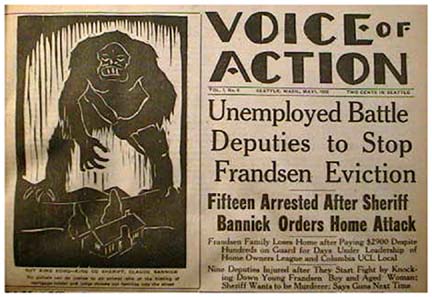 VOICE OF
ACTION
VOL. 1, No. 6 SEATTLE, WASH., MAY 1, 1933 TWO CENTS IN SEATTLE
Unemployed Battle
Deputies to Stop
Frandsen Eviction
Fifteen Arrested After Sheriff
Bannick Orders Home Attack
Frandsen Family Loses Home after Paying $2900 Despite
Hundreds on Guard for Days Under Leadership of
Home Owners League and Columbia UCL Local
Nine Deputies Injured after They Start Fight by Knock-
ing Down Young Frandsen Boy and Aged Woman;
Sheriff Wants to be Murderer; Says Guns Next Time
NOT KING KONG—KING CO SHERIFF, CLAUDE BANNICK